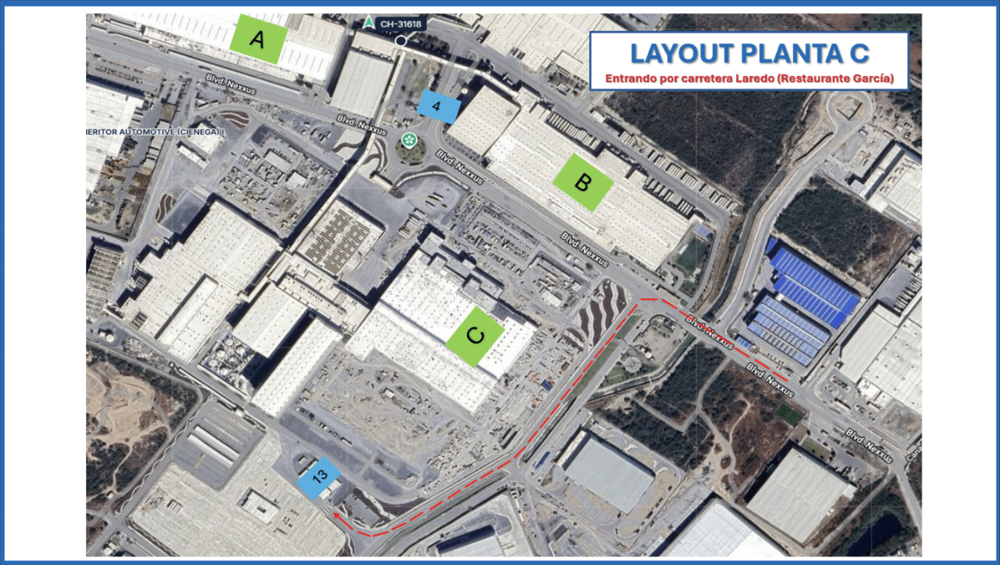 A
CH-31618
LAYOUT PLANTA C
Entrando por carretera Laredo (Restaurante García)
Blvd. Nexxus
4
Blvd. Nexxus
MERITOR AUTOMOTIVE (CIENEGA) I
Blvd. Nexxus
B
Blvd. Nexxus
C
Blvd. Nexxus
Blvd. Nexxus
Blvd. Nexxus
13